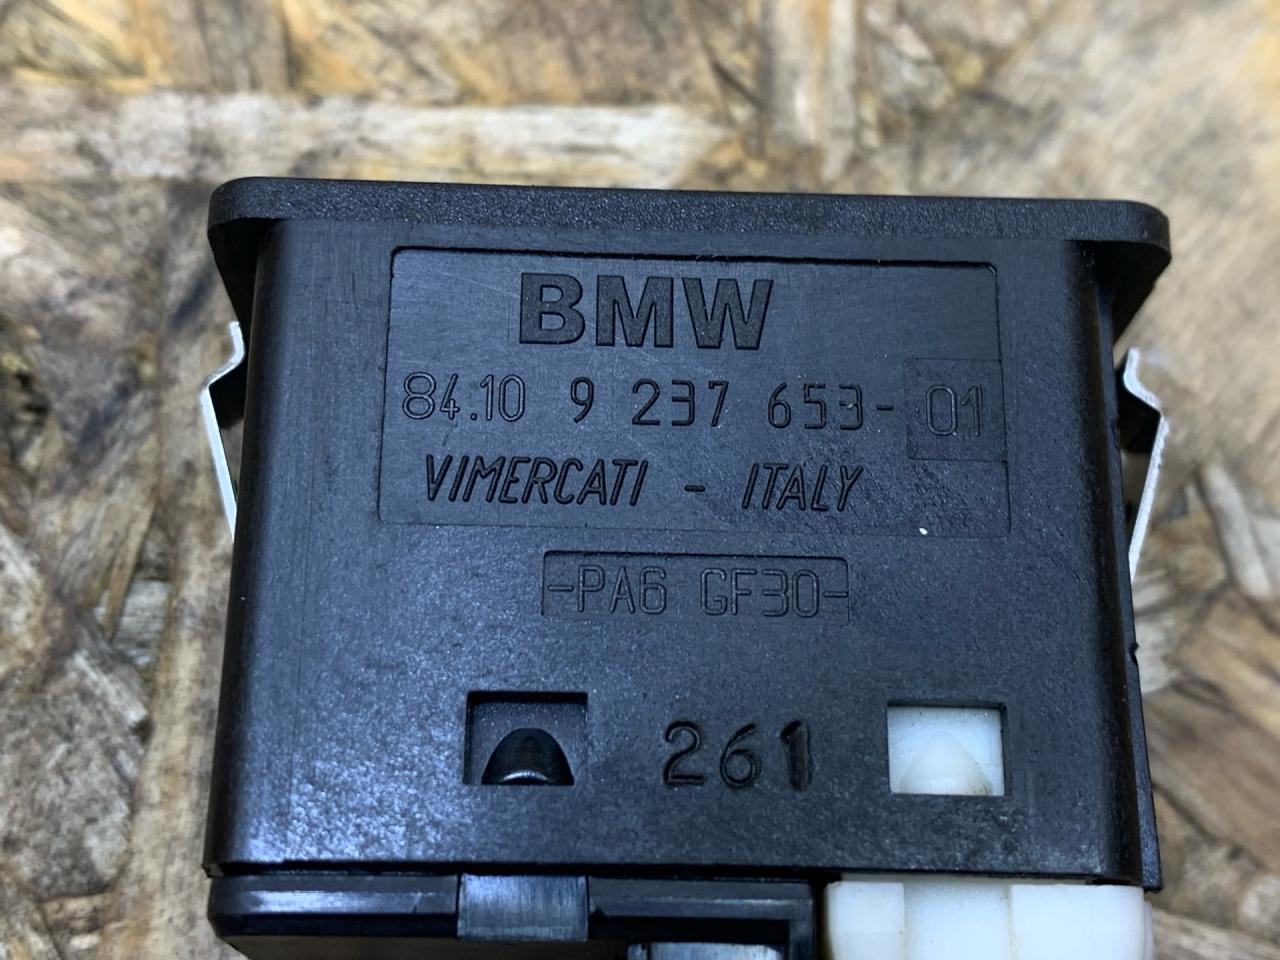 BMW
84.10 9 237 653- 01
VIMERCATI - ITALY
-PA6 GF30-
261